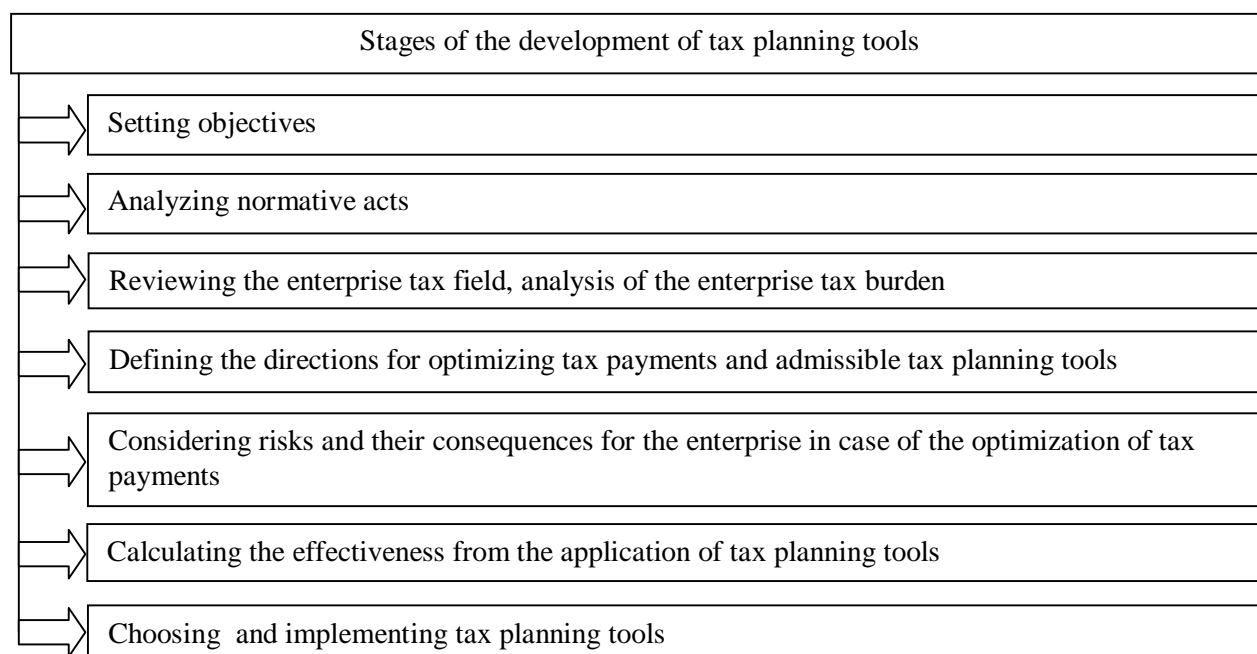 Stages of the development of tax planning tools
Setting objectives
Analyzing normative acts
Reviewing the enterprise tax field, analysis of the enterprise tax burden
Defining the directions for optimizing tax payments and admissible tax planning tools
Considering risks and their consequences for the enterprise in case of the optimization of tax
payments
Calculating the effectiveness from the application of tax planning tools
Choosing  and implementing tax planning tools